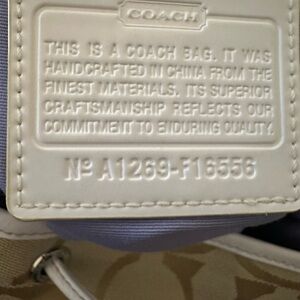 COACH
THIS IS A COACH BAG. IT WAS
HANDCRAFTED IN CHINA FROM THE
FINEST MATERIALS. ITS SUPERIOR
CRAFTSMANSHIP REFLECTS OUR
COMMITMENT TO ENDURING QUALITY.
Nº A1269-F16556